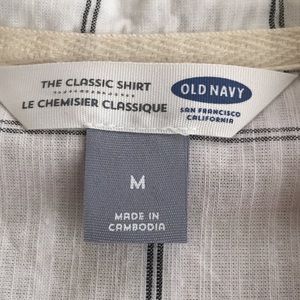 THE CLASSIC SHIRT
LE CHEMISIER CLASSIQUE
OLD NAVY
SAN FRANCISCO
CALIFORNIA
M
MADE IN
CAMBODIA